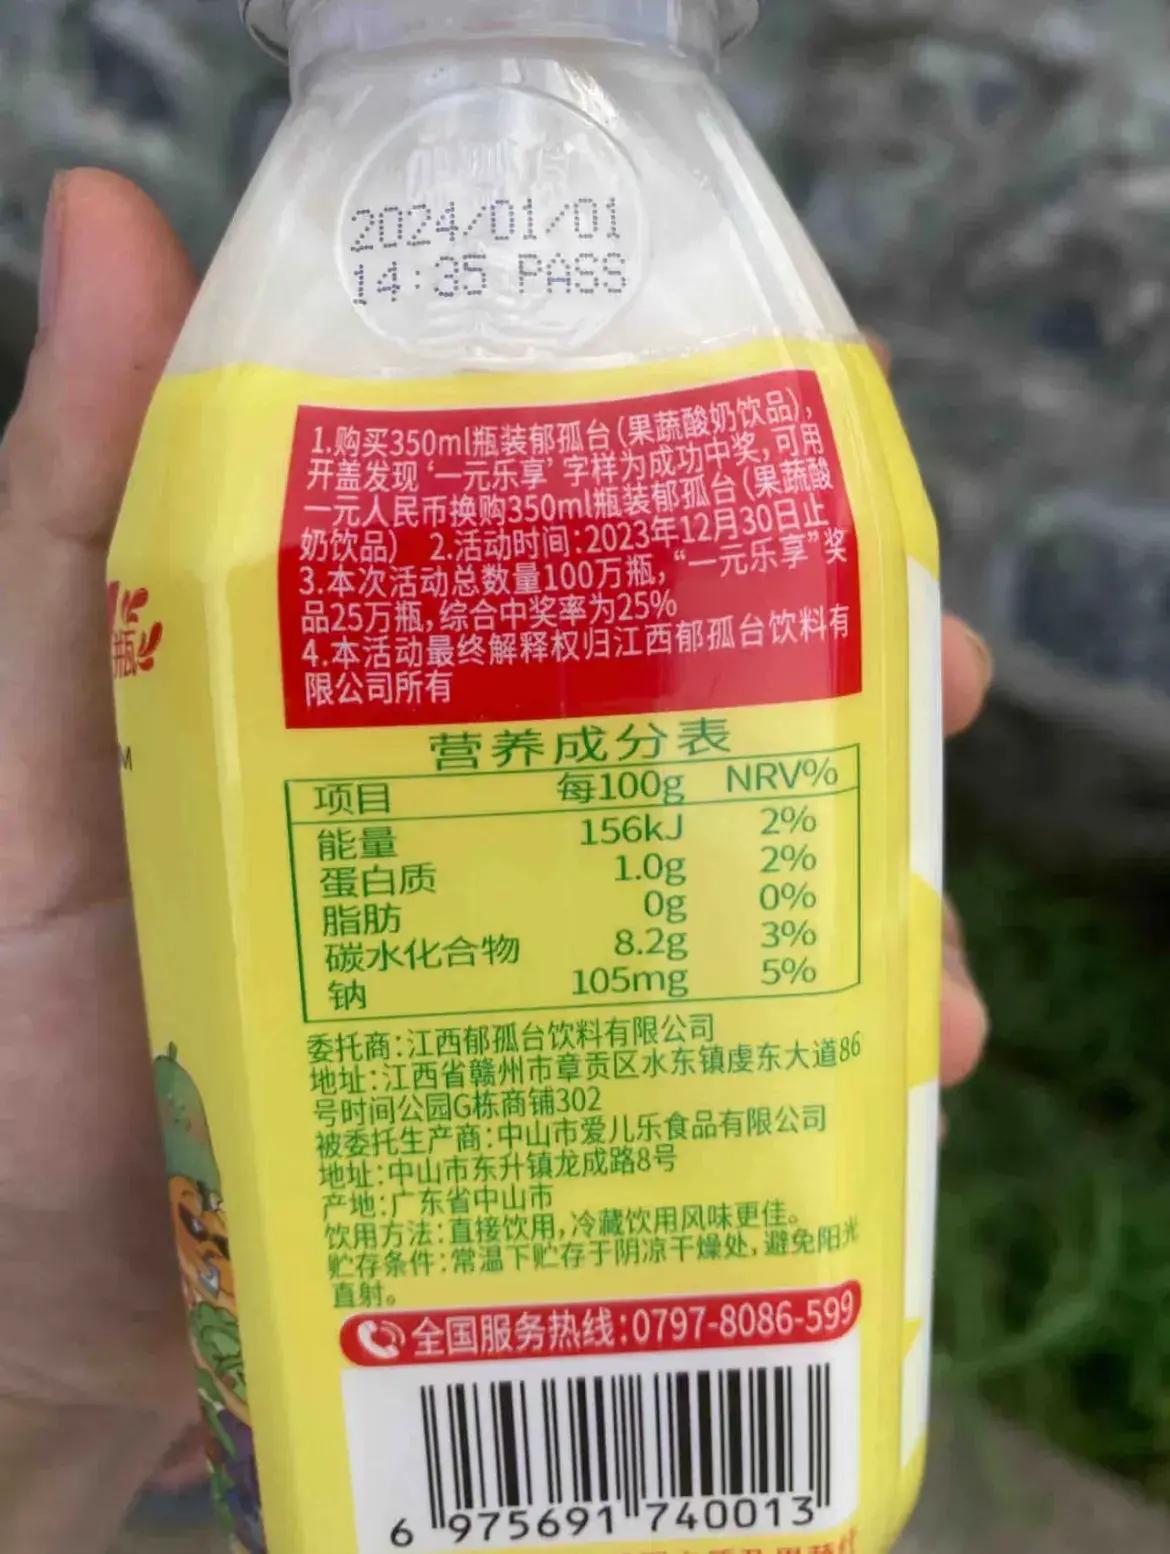 2024/01/01
14:35 PASS
1.购买350ml瓶装郁孤台(果蔬酸奶饮品),
开盖发现‘一元乐享’字样为成功中奖,可用
一元人民币换购350ml瓶装郁孤台(果蔬酸
奶饮品) 2.活动时间:2023年12月30日止
3.本次活动总数量100万瓶,“一元乐享”奖
品25万瓶,综合中奖率为25%
4.本活动最终解释权归江西郁孤台饮料有
限公司所有
瓶
营养成分表
项目 每100g NRV%
能量 156kJ 2%
蛋白质 1.0g 2%
脂肪 0g 0%
碳水化合物 8.2g 3%
钠 105mg 5%
委托商:江西郁孤台饮料有限公司
地址:江西省赣州市章贡区水东镇虔东大道86
号时间公园G栋商铺302
被委托生产商:中山市爱儿乐食品有限公司
地址:中山市东升镇龙成路8号
产地:广东省中山市
饮用方法:直接饮用,冷藏饮用风味更佳。
贮存条件:常温下贮存于阴凉干燥处,避免阳光
直射。
全国服务热线:0797-8086-599
6 975691 740013